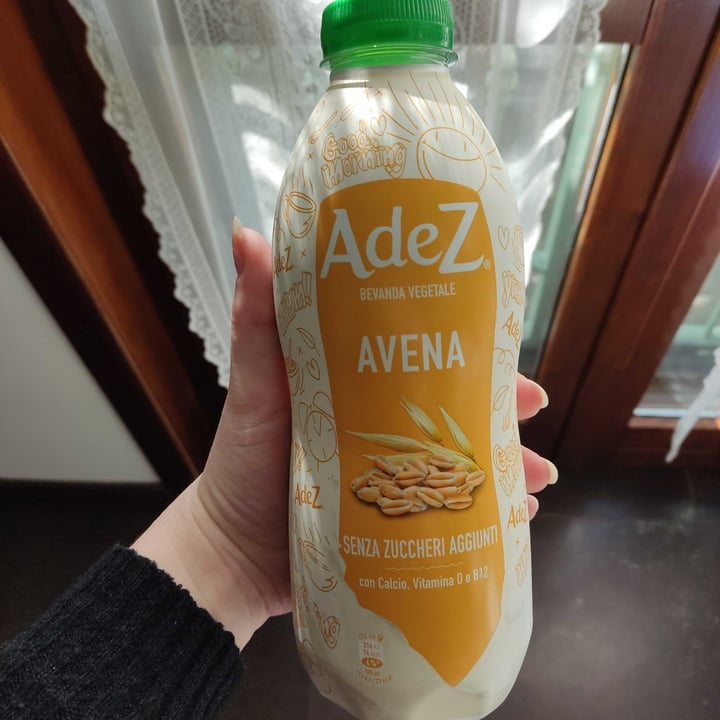 Good
Morning
AdeZ®
BEVANDA VEGETALE
AVENA
SENZA ZUCCHERI AGGIUNTI
con Calcio, Vitamina D e B12
AdeZ
AdeZ